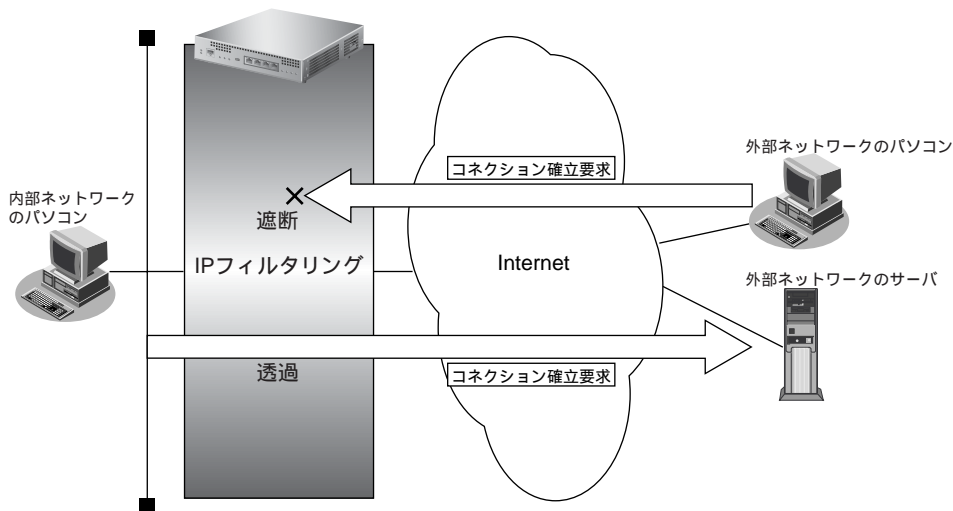 外部ネットワークのパソコン
コネクション確立要求
内部ネットワーク
のパソコン
遮断
IPフィルタリング
Internet
外部ネットワークのサーバ
透過
コネクション確立要求